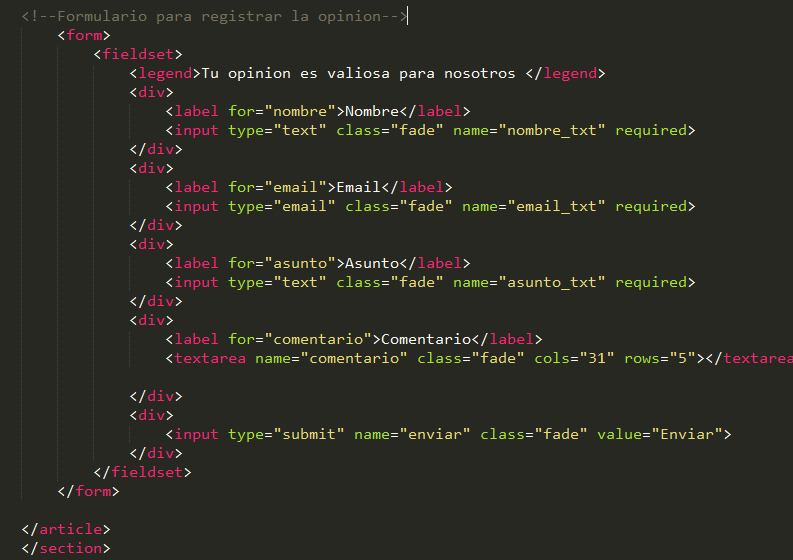 <!--Formulario para registrar la opinion-->
<form>
<fieldset>
<legend>Tu opinion es valiosa para nosotros </legend>
<div>
<label for="nombre">Nombre</label>
<input type="text" class="fade" name="nombre_txt" required>
</div>
<div>
<label for="email">Email</label>
<input type="email" class="fade" name="email_txt" required>
</div>
<div>
<label for="asunto">Asunto</label>
<input type="text" class="fade" name="asunto_txt" required>
</div>
<div>
<label for="comentario">Comentario</label>
<textarea name="comentario" class="fade" cols="31" rows="5"></textarea
</div>
<div>
<input type="submit" name="enviar" class="fade" value="Enviar">
</div>
</fieldset>
</form>
</article>
</section>